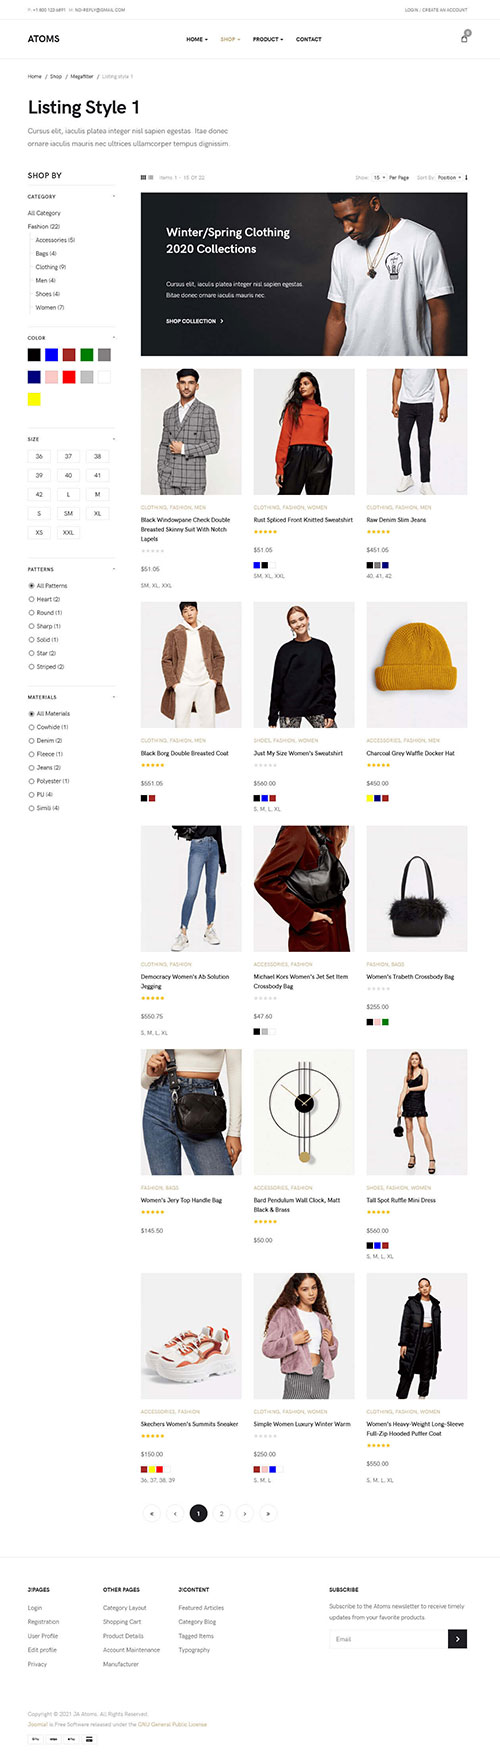 P: +1 800 123 6891 M: NO-REPLY@GMAIL.COM
LOGIN / CREATE AN ACCOUNT
ATOMS
HOME SHOP PRODUCT CONTACT
0
Home / Shop / Megafilter / Listing style 1
Listing Style 1
Cursus elit, iaculis platea integer nisl sapien egestas. Itae donec
ornare iaculis mauris nec ultrices ullamcorper tempus dignissim.
SHOP BY
CATEGORY
All Category
Fashion (22)
Accessories (5)
Bags (4)
Clothing (9)
Men (4)
Shoes (4)
Women (7)
COLOR
SIZE
36 37 38
39 40 41
42 L M
S SM XL
XS XXL
PATTERNS
All Patterns
Heart (2)
Round (1)
Sharp (1)
Solid (1)
Star (2)
Striped (2)
MATERIALS
All Materials
Cowhide (1)
Denim (2)
Fleece (1)
Jeans (2)
Polyester (1)
PU (4)
Simili (4)
Items 1 - 15 Of 22
Show: 15 Per Page Sort By: Position
Winter/Spring Clothing
2020 Collections
Cursus elit, iaculis platea integer nisl sapien egestas.
Bitae donec ornare iaculis mauris nec.
SHOP COLLECTION
CLOTHING, FASHION, MEN
Black Windowpane Check Double
Breasted Skinny Suit With Notch
Lapels
$51.05
SM, XL, XXL
CLOTHING, FASHION, WOMEN
Rust Spliced Front Knitted Sweatshirt
$51.05
SM, XL, XXL
CLOTHING, FASHION, MEN
Raw Denim Slim Jeans
$451.05
40, 41, 42
CLOTHING, FASHION, MEN
Black Borg Double Breasted Coat
$551.05
SHOES, FASHION, WOMEN
Just My Size Women's Sweatshirt
$560.00
S, M, L, XL
ACCESSORIES, FASHION, MEN
Charcoal Grey Waffle Docker Hat
$450.00
CLOTHING, FASHION
Democracy Women's Ab Solution
Jegging
$550.75
S, M, L, XL
ACCESSORIES, FASHION
Michael Kors Women's Jet Set Item
Crossbody Bag
$47.60
FASHION, BAGS
Women's Trabeth Crossbody Bag
$255.00
FASHION, BAGS
Women's Jery Top Handle Bag
$145.50
ACCESSORIES, FASHION
Bard Pendulum Wall Clock, Matt
Black & Brass
$50.00
SHOES, FASHION, WOMEN
Tall Spot Ruffle Mini Dress
$560.00
S, M, L, XL
ACCESSORIES, FASHION
Skechers Women's Summits Sneaker
$150.00
36, 37, 38, 39
CLOTHING, FASHION, WOMEN
Simple Women Luxury Winter Warm
$250.00
S, M, L
CLOTHING, FASHION, WOMEN
Women's Heavy-Weight Long-Sleeve
Full-Zip Hooded Puffer Coat
$550.00
S, M, L, XL
« ‹ 1 2 › »
J!PAGES
Login
Registration
User Profile
Edit profile
Privacy
OTHER PAGES
Category Layout
Shopping Cart
Product Details
Account Maintenance
Manufacturer
J!CONTENT
Featured Articles
Category Blog
Tagged Items
Typography
SUBSCRIBE
Subscribe to the Atoms newsletter to receive timely
updates from your favorite products.
Email
Copyright © 2021 JA Atoms. All Rights Reserved.
Joomla! is Free Software released under the GNU General Public License